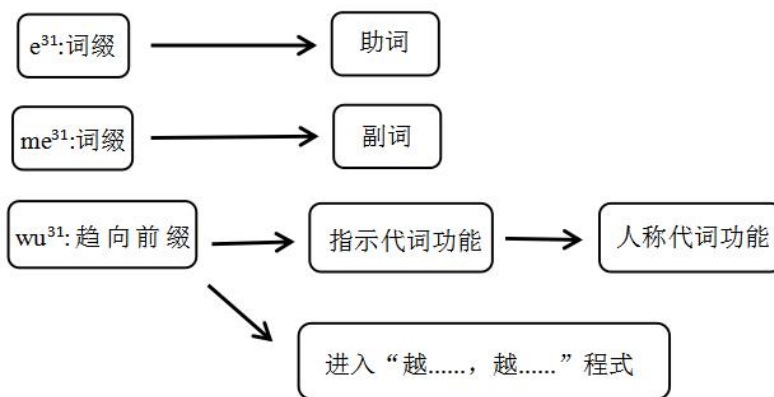 e³¹:词缀 助词
me³¹:词缀 副词
wu³¹:趋向前缀 指示代词功能 人称代词功能
进入“越......，越......”程式